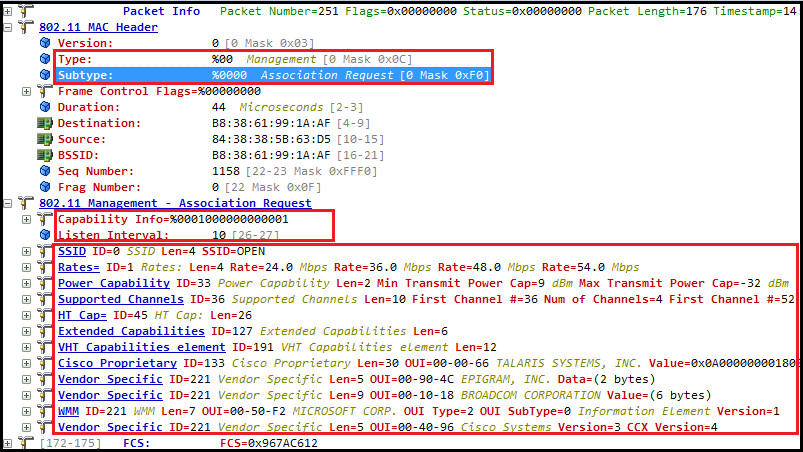 Packet Info Packet Number=251 Flags=0x00000000 Status=0x00000000 Packet Length=176 Timestamp=14
802.11 MAC Header
Version: 0 [0 Mask 0x03]
Type: %00 Management [0 Mask 0x0C]
Subtype: %0000 Association Request [0 Mask 0xF0]
Frame Control Flags=%00000000
Duration: 44 Microseconds [2-3]
Destination: B8:38:61:99:1A:AF [4-9]
Source: 84:38:38:5B:63:D5 [10-15]
BSSID: B8:38:61:99:1A:AF [16-21]
Seq Number: 1158 [22-23 Mask 0xFFF0]
Frag Number: 0 [22 Mask 0x0F]
802.11 Management - Association Request
Capability Info=%0001000000000001
Listen Interval: 10 [26-27]
SSID ID=0 SSID Len=4 SSID=OPEN
Rates= ID=1 Rates: Len=4 Rate=24.0 Mbps Rate=36.0 Mbps Rate=48.0 Mbps Rate=54.0 Mbps
Power Capability ID=33 Power Capability Len=2 Min Transmit Power Cap=9 dBm Max Transmit Power Cap=-32 dBm
Supported Channels ID=36 Supported Channels Len=10 First Channel #=36 Num of Channels=4 First Channel #=52
HT Cap= ID=45 HT Cap: Len=26
Extended Capabilities ID=127 Extended Capabilities Len=6
VHT Capabilities element ID=191 VHT Capabilities element Len=12
Cisco Proprietary ID=133 Cisco Proprietary Len=30 OUI=00-00-66 TALARIS SYSTEMS, INC. Value=0x0A00000001800
Vendor Specific ID=221 Vendor Specific Len=5 OUI=00-90-4C EPIGRAM, INC. Data=(2 bytes)
Vendor Specific ID=221 Vendor Specific Len=9 OUI=00-10-18 BROADCOM CORPORATION Value=(6 bytes)
WMM ID=221 WMM Len=7 OUI=00-50-F2 MICROSOFT CORP. OUI Type=2 OUI SubType=0 Information Element Version=1
Vendor Specific ID=221 Vendor Specific Len=5 OUI=00-40-96 Cisco Systems Version=3 CCX Version=4
[172-175] FCS: FCS=0x967AC612